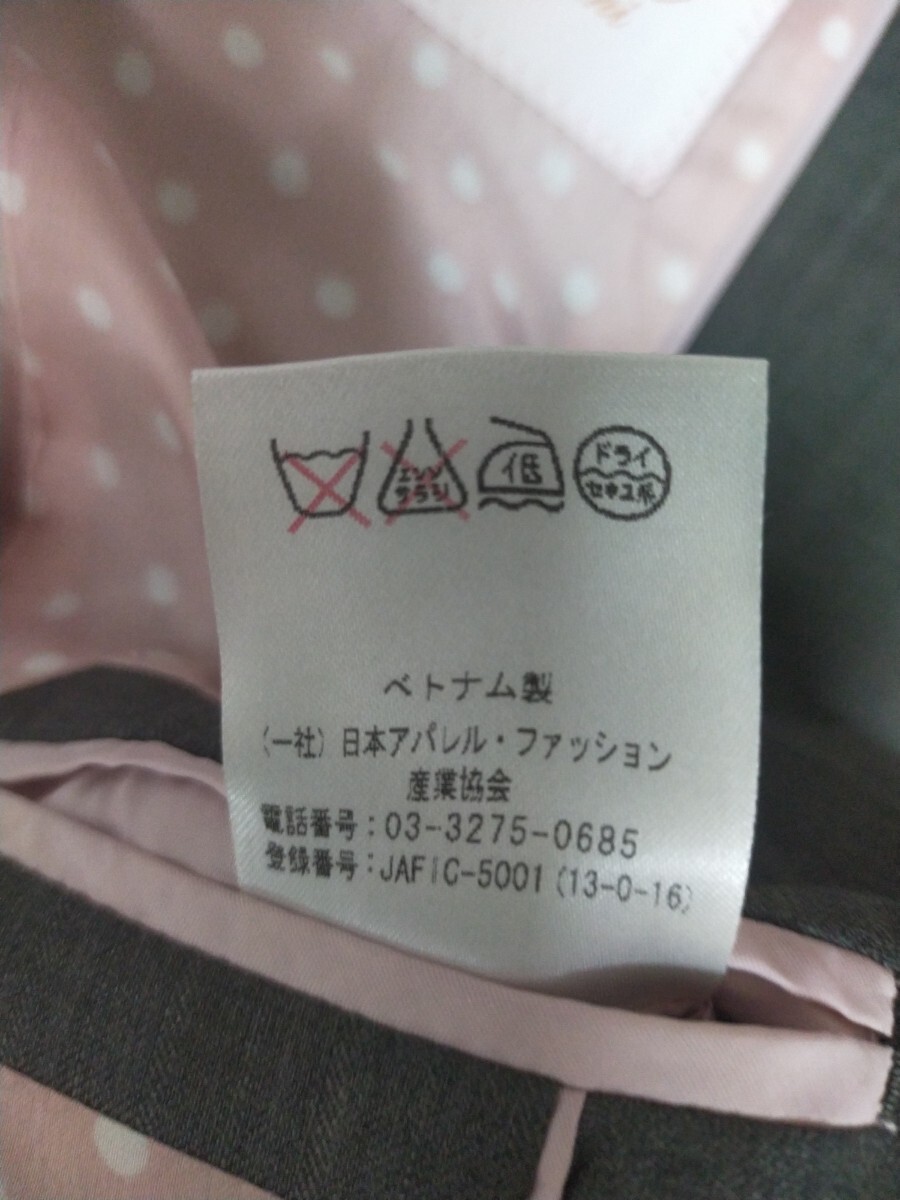 エンソ
サラシ
低
ドライ
セキユ系
ベトナム製
(一社)日本アパレル・ファッション
産業協会
電話番号:03-3275-0685
登録番号:JAFIC-5001(13-0-16)